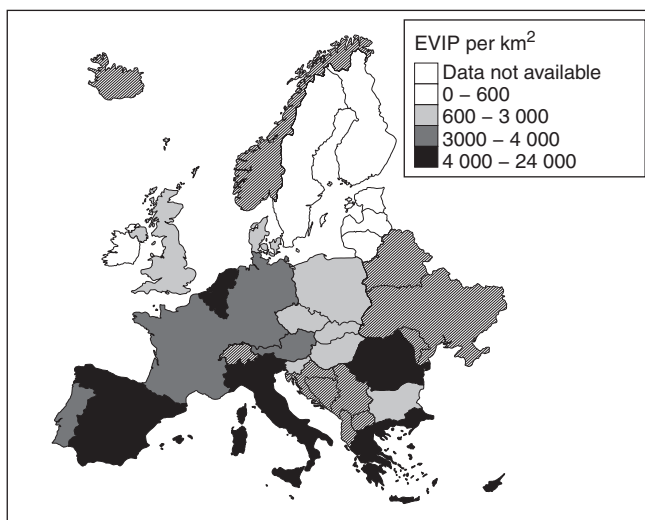 EVIP per km²
Data not available
0 – 600
600 – 3 000
3000 – 4 000
4 000 – 24 000